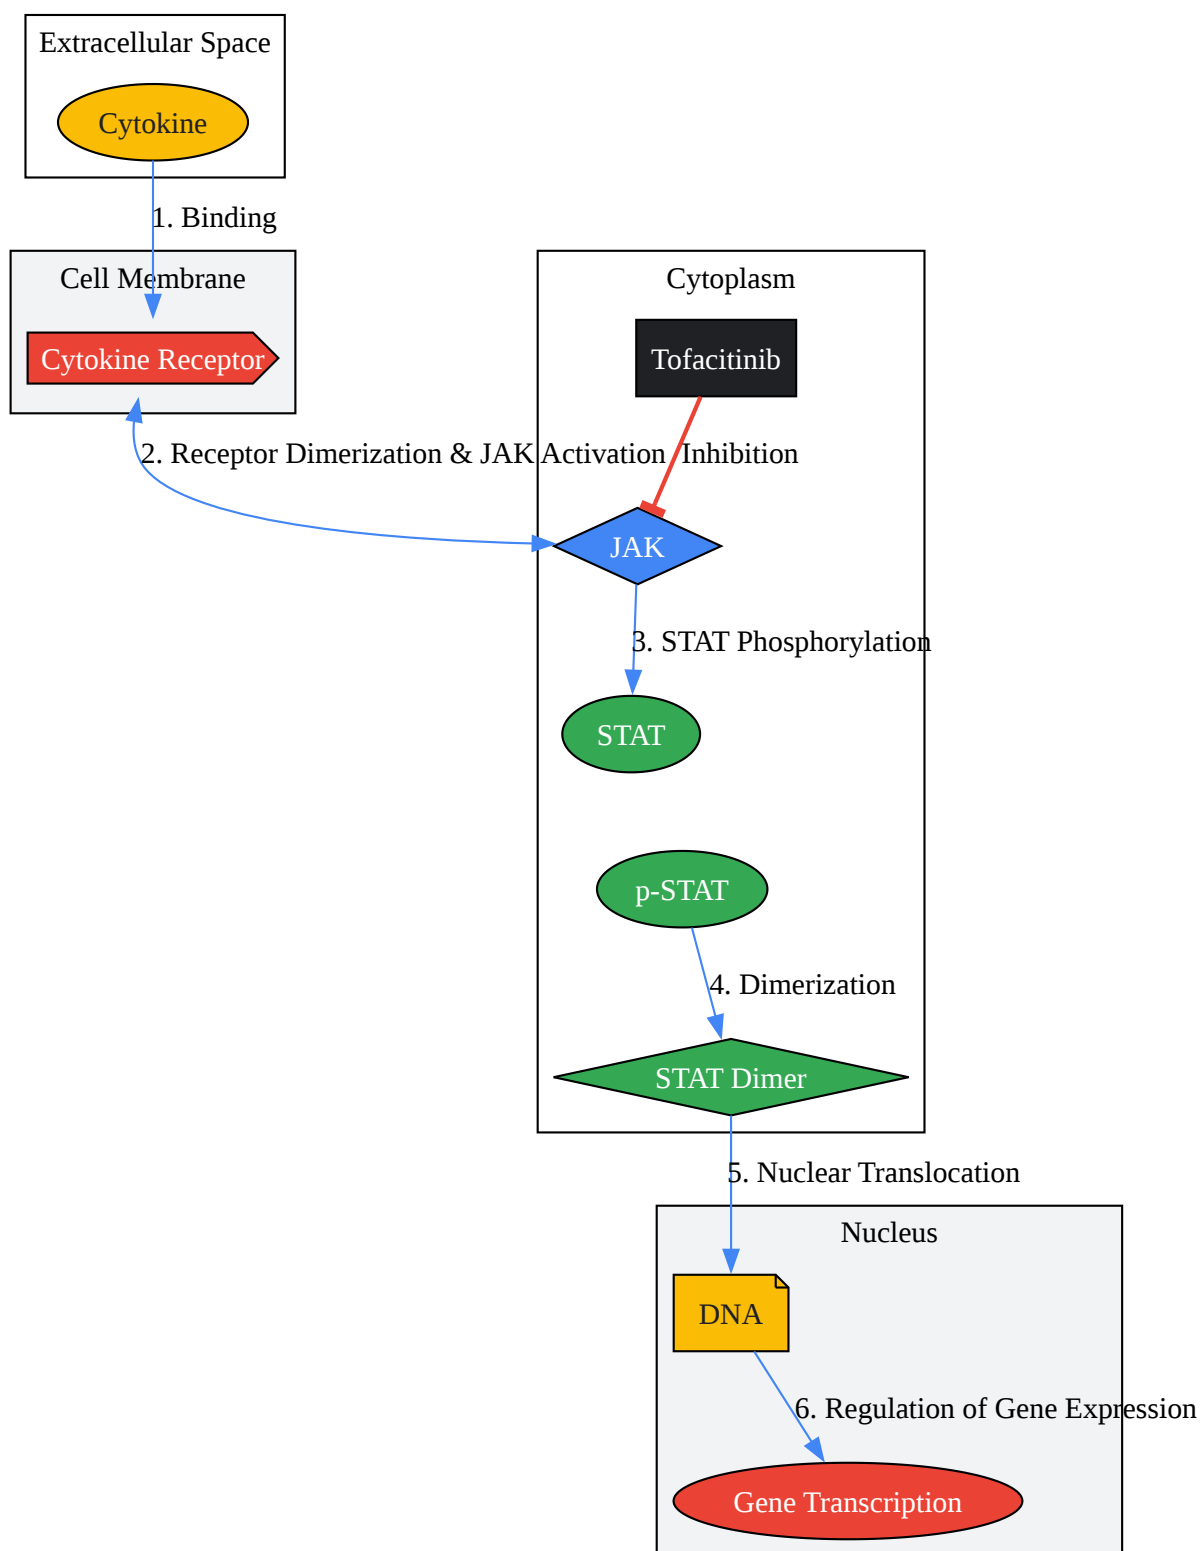 Extracellular Space
Cytokine
1. Binding
Cell Membrane
Cytokine Receptor
Cytoplasm
Tofacitinib
2. Receptor Dimerization & JAK Activation
Inhibition
JAK
3. STAT Phosphorylation
STAT
p-STAT
4. Dimerization
STAT Dimer
5. Nuclear Translocation
Nucleus
DNA
6. Regulation of Gene Expression
Gene Transcription